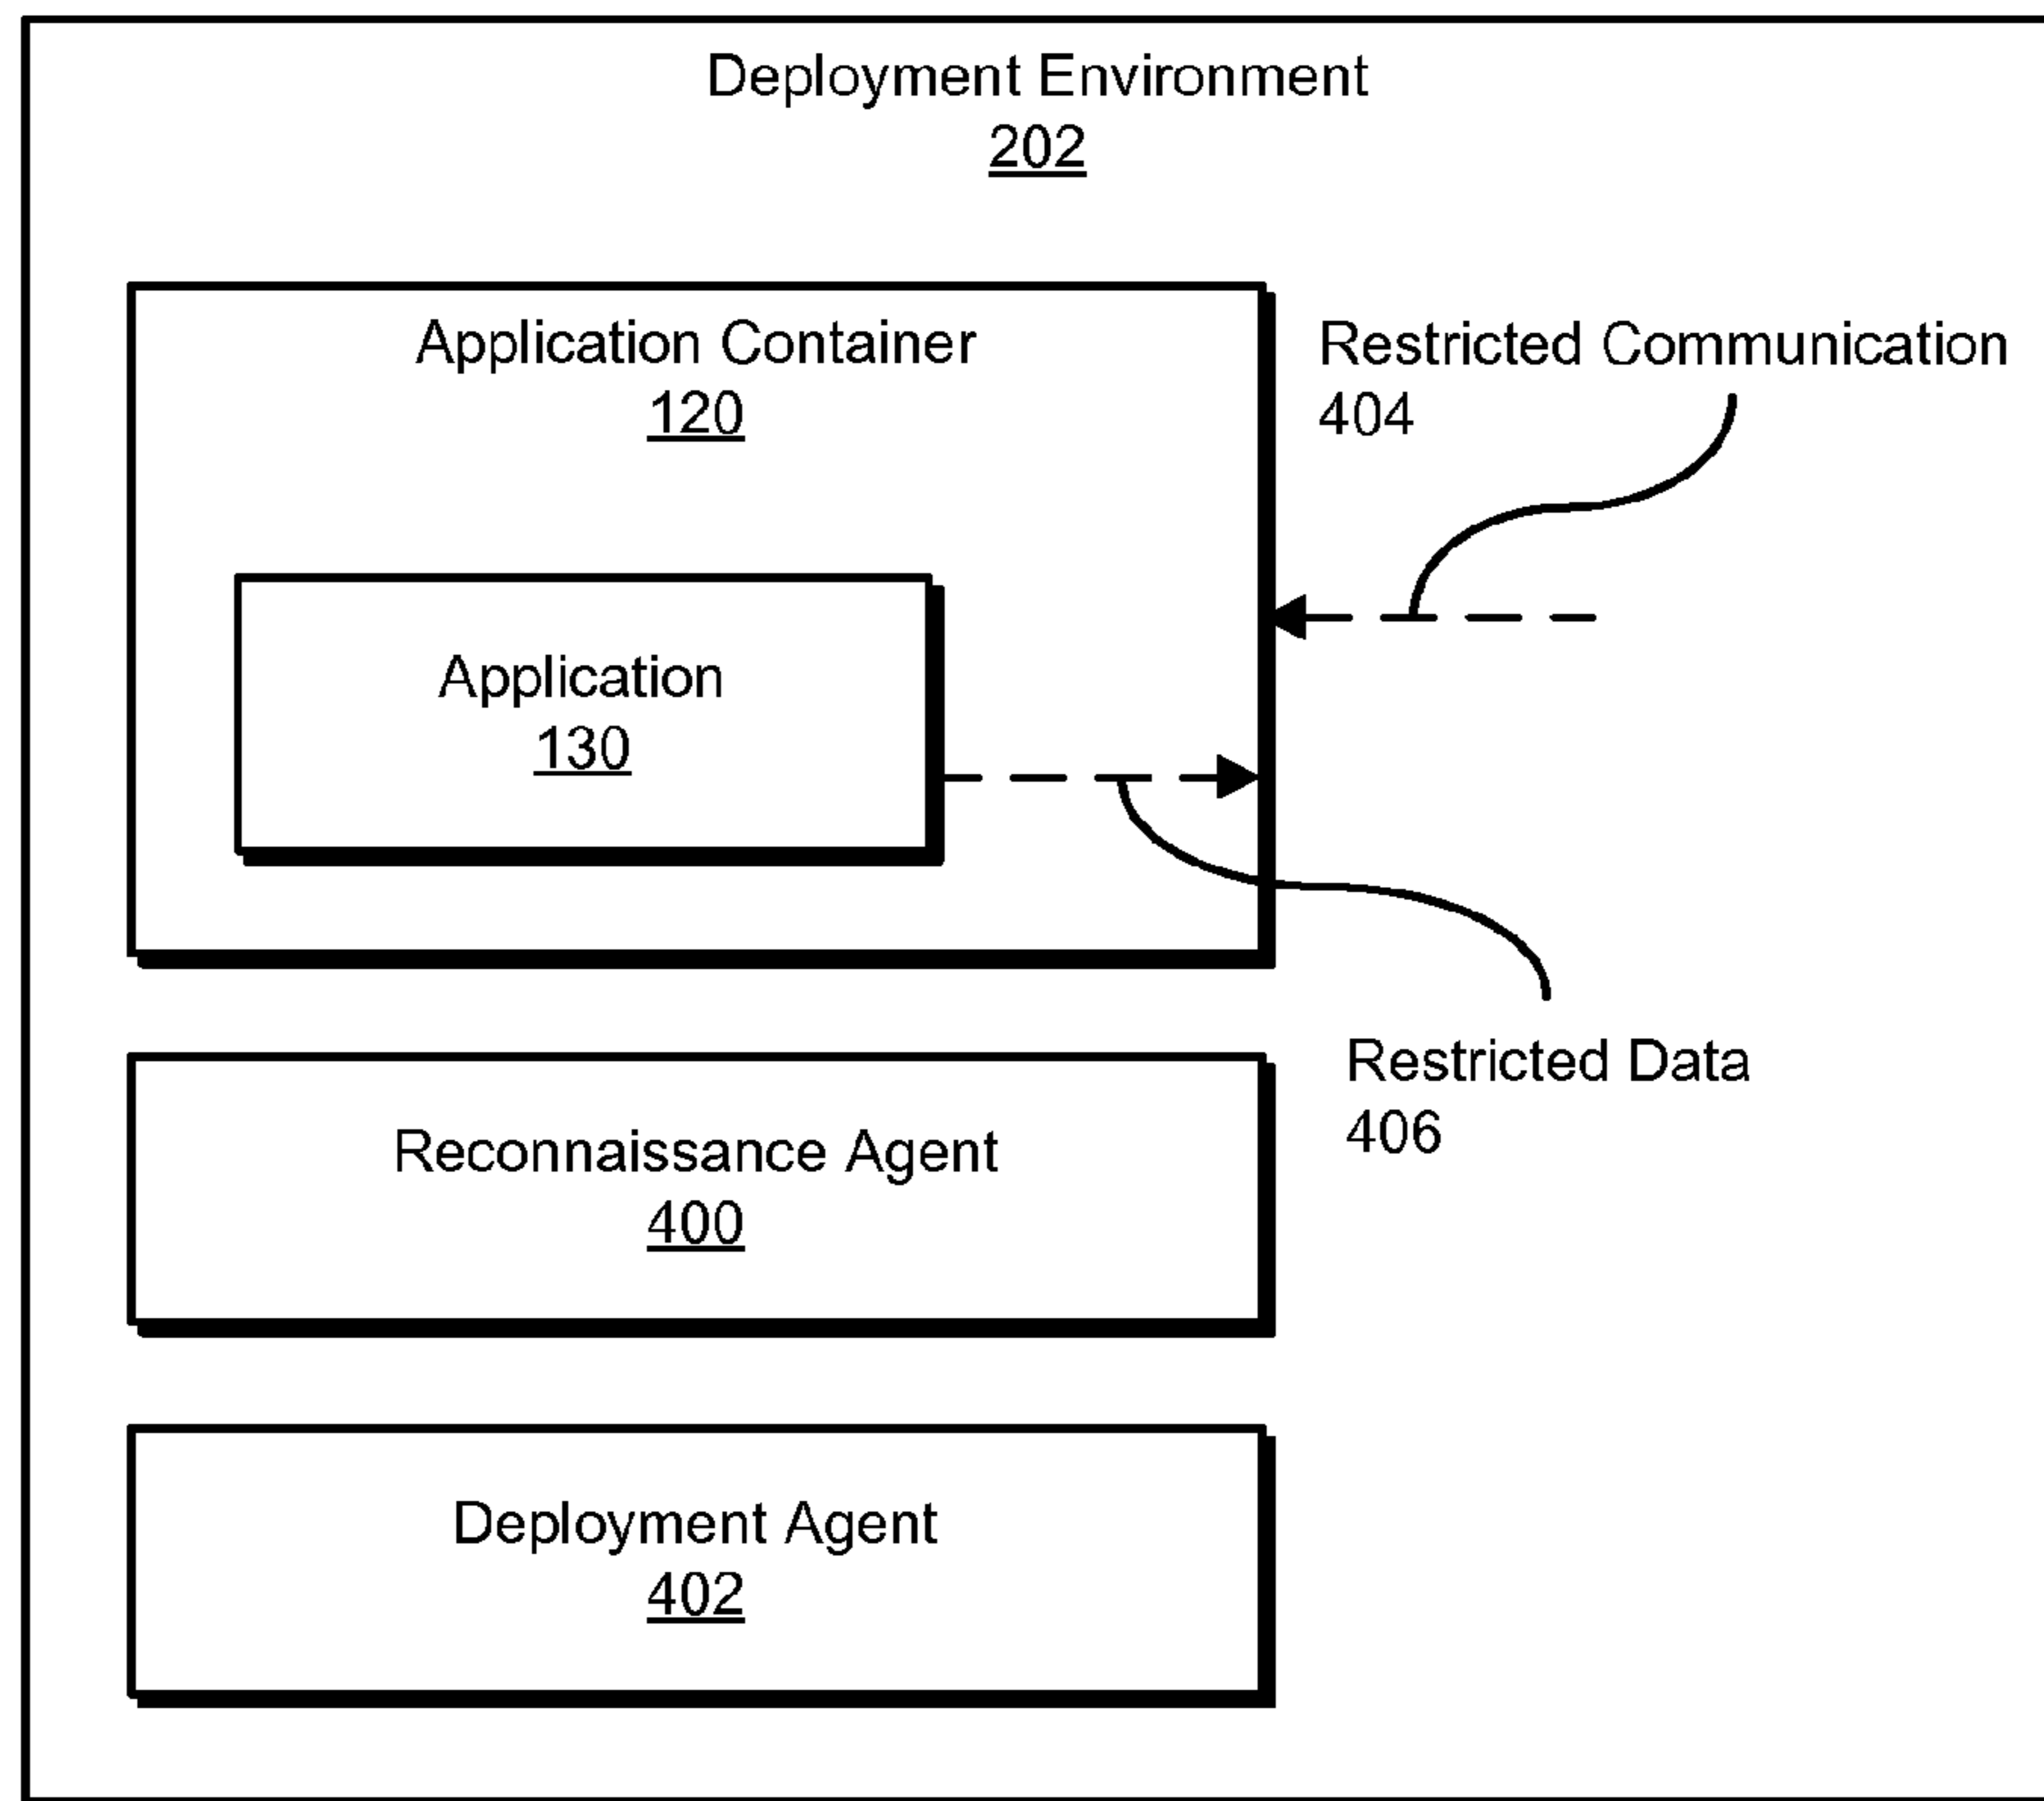 Deployment Environment
202
Application Container
120
Restricted Communication
404
Application
130
Restricted Data
406
Reconnaissance Agent
400
Deployment Agent
402